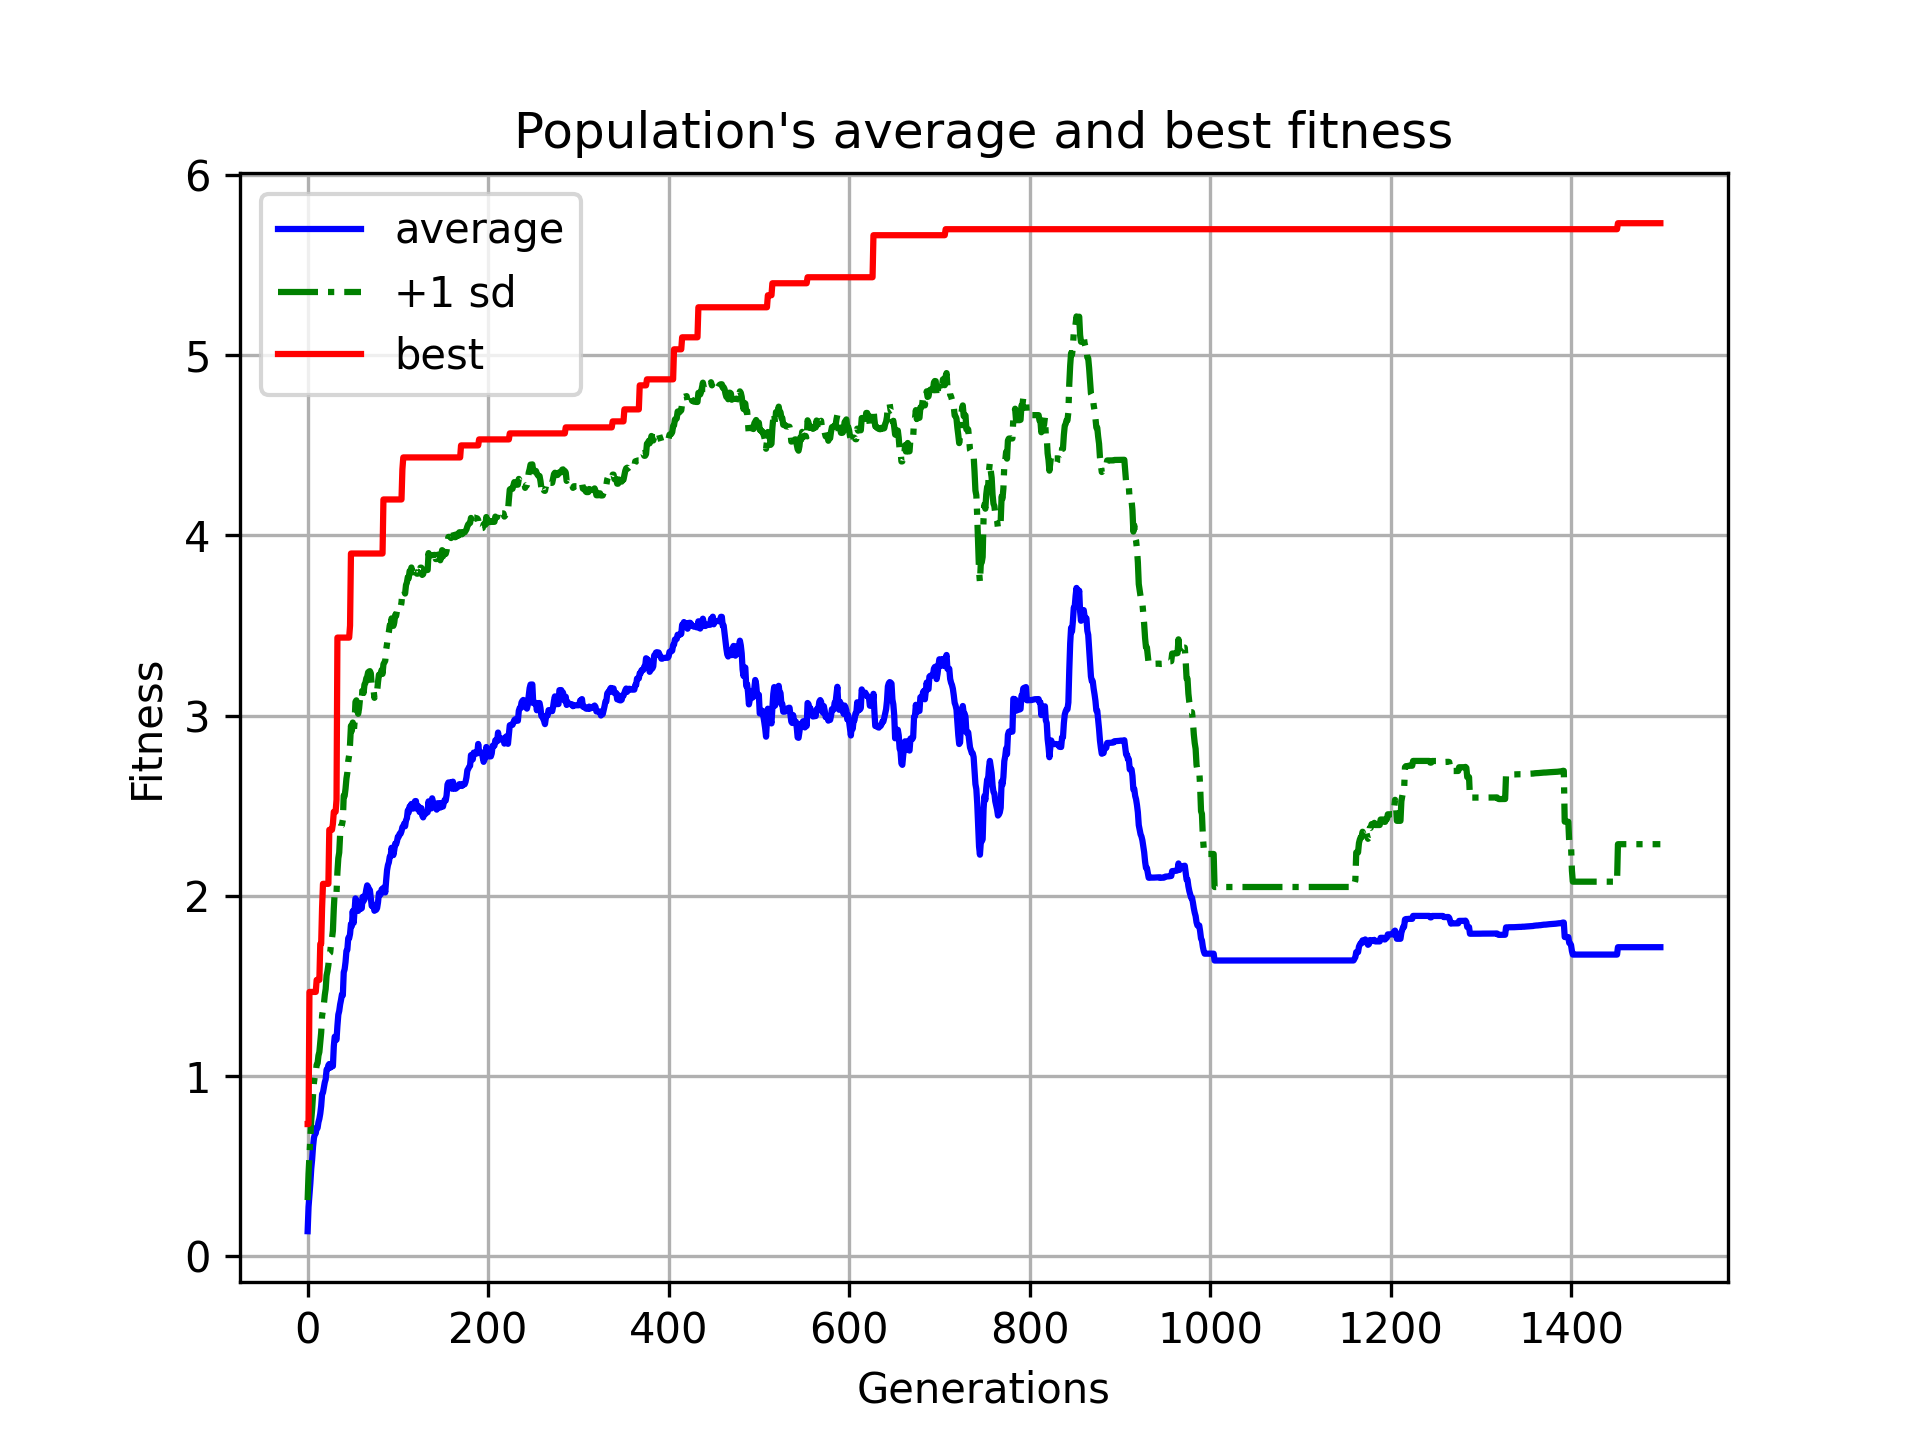 Population's average and best fitness
6
5
4
3
2
1
0
Fitness
average
+1 sd
best
0 200 400 600 800 1000 1200 1400
Generations